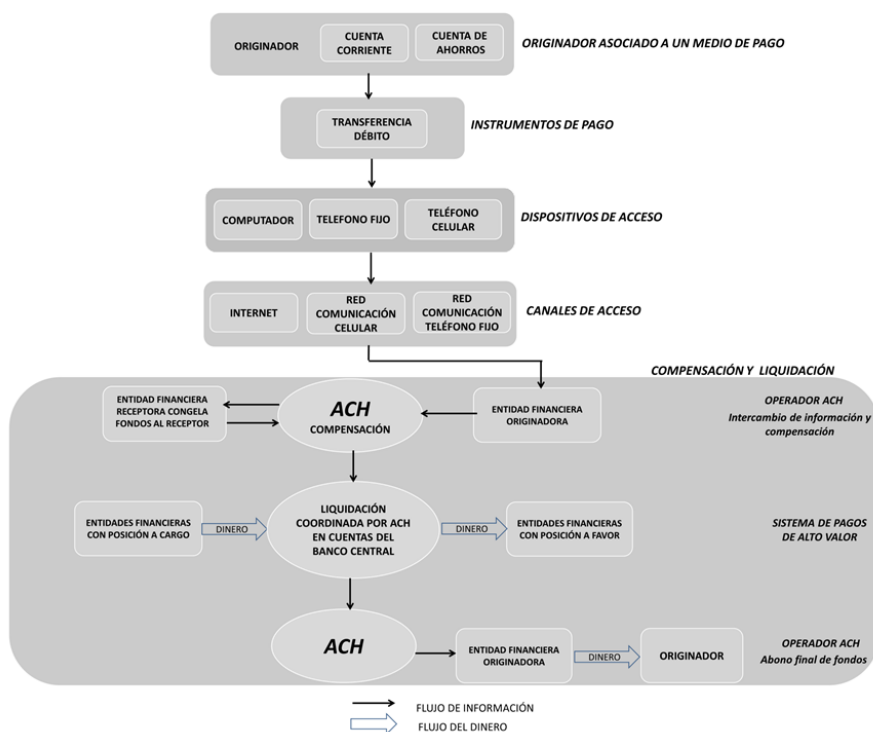 ORIGINADOR
CUENTA
CORRIENTE
CUENTA DE
AHORROS
ORIGINADOR ASOCIADO A UN MEDIO DE PAGO
TRANSFERENCIA
DÉBITO
INSTRUMENTOS DE PAGO
COMPUTADOR
TELEFONO FIJO
TELÉFONO
CELULAR
DISPOSITIVOS DE ACCESO
INTERNET
RED
COMUNICACIÓN
CELULAR
RED
COMUNICACIÓN
TELÉFONO FIJO
CANALES DE ACCESO
COMPENSACIÓN Y LIQUIDACIÓN
ENTIDAD FINANCIERA
RECEPTORA CONGELA
FONDOS AL RECEPTOR
ACH
COMPENSACIÓN
ENTIDAD FINANCIERA
ORIGINADORA
OPERADOR ACH
Intercambio de información y
compensación
ENTIDADES FINANCIERAS
CON POSICIÓN A CARGO
DINERO
LIQUIDACIÓN
COORDINADA POR ACH
EN CUENTAS DEL
BANCO CENTRAL
DINERO
ENTIDADES FINANCIERAS
CON POSICIÓN A FAVOR
SISTEMA DE PAGOS
DE ALTO VALOR
ACH
ENTIDAD FINANCIERA
ORIGINADORA
DINERO
ORIGINADOR
OPERADOR ACH
Abono final de fondos
FLUJO DE INFORMACIÓN
FLUJO DEL DINERO